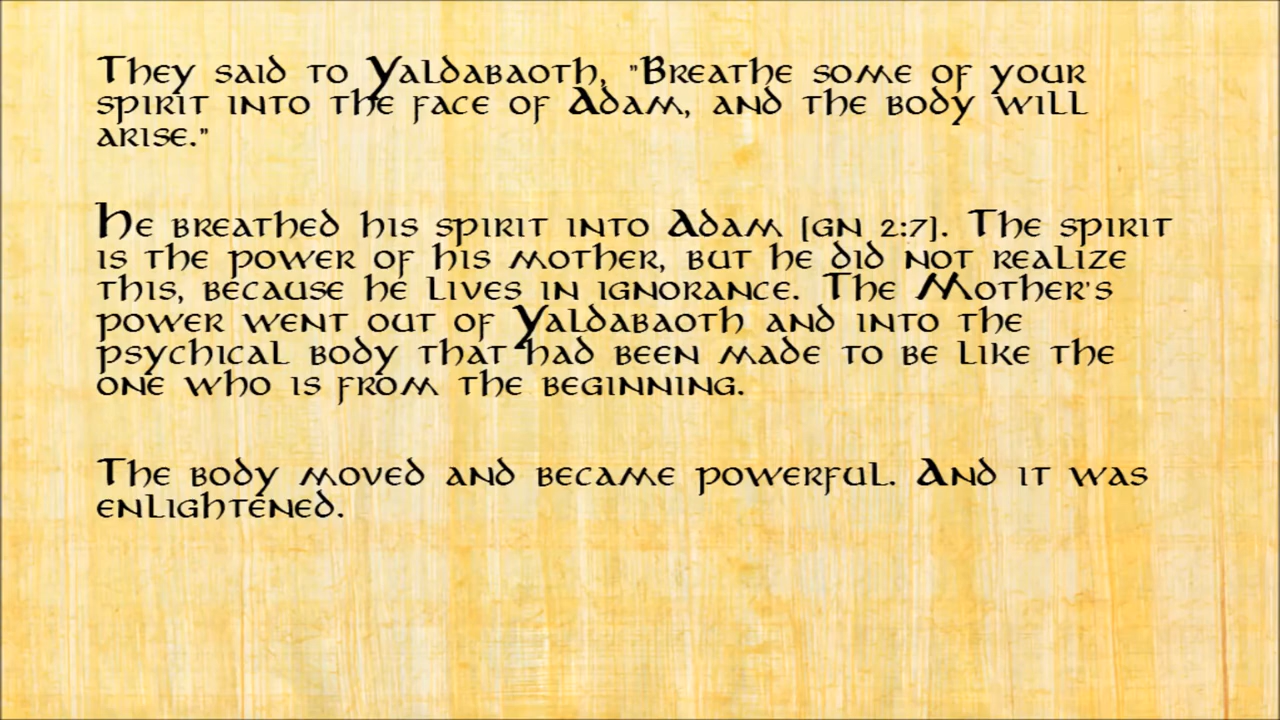 They said to Yaldabaoth, "Breathe some of your
spirit into the face of Adam, and the body will
arise."
He breathed his spirit into Adam [Gn 2:7]. The spirit
is the power of his mother, but he did not realize
this, because he lives in ignorance. The Mother's
power went out of Yaldabaoth and into the
psychical body that had been made to be like the
one who is from the beginning.
The body moved and became powerful. And it was
enlightened.